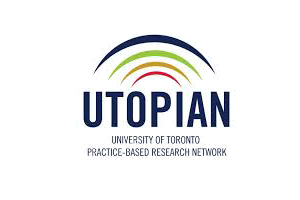 UTOPIAN
UNIVERSITY OF TORONTO
PRACTICE-BASED RESEARCH NETWORK